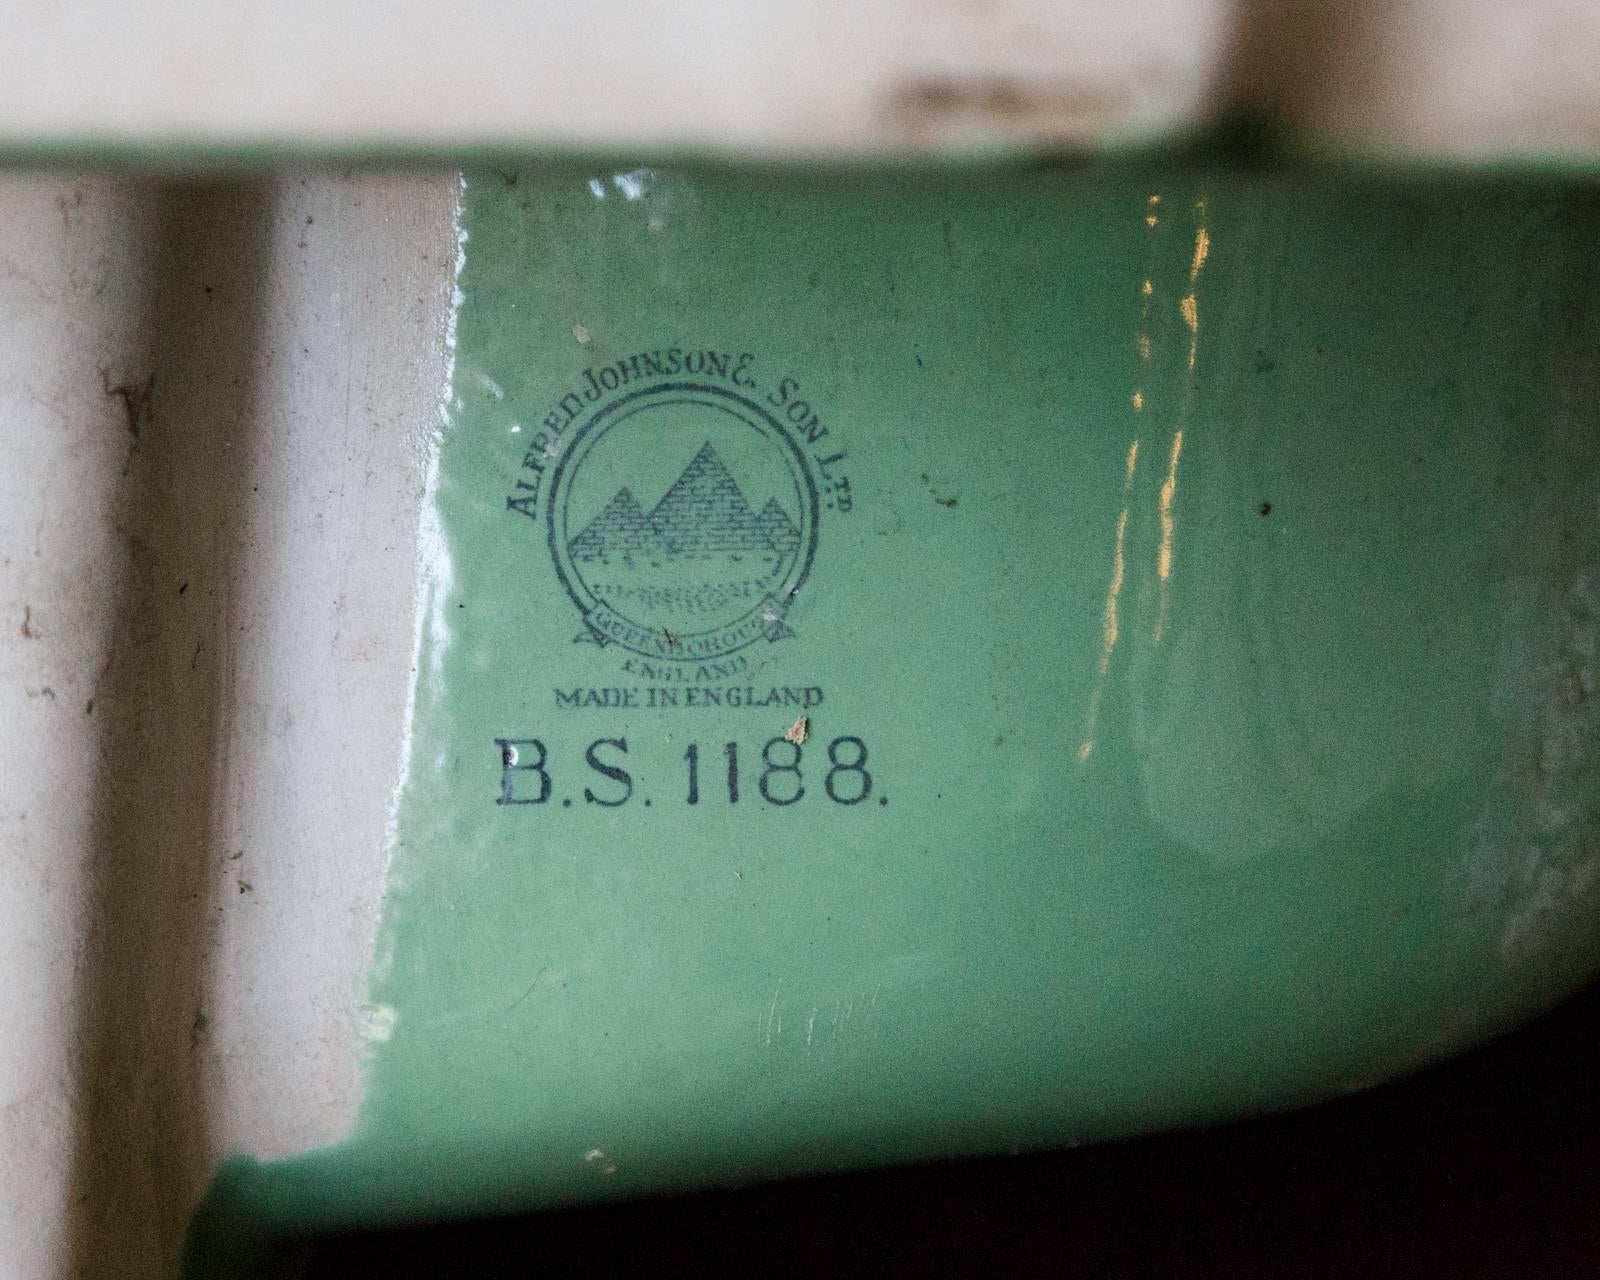 ALFRED JOHNSON & SON LTD
QUEENBOROUGH
ENGLAND
MADE IN ENGLAND
B.S. 1188.